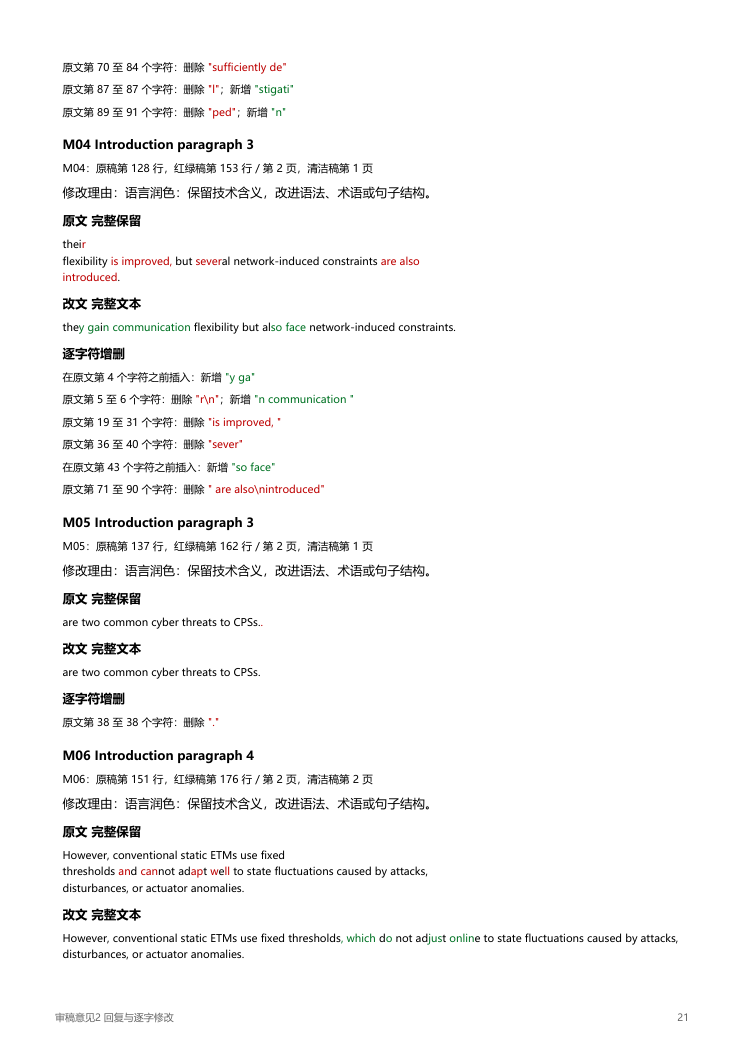 原文第 70 至 84 个字符：删除 "sufficiently de"
原文第 87 至 87 个字符：删除 "l"；新增 "stigati"
原文第 89 至 91 个字符：删除 "ped"；新增 "n"
M04 Introduction paragraph 3
M04：原稿第 128 行，红绿稿第 153 行 / 第 2 页，清洁稿第 1 页
修改理由：语言润色：保留技术含义，改进语法、术语或句子结构。
原文 完整保留
their
flexibility is improved, but several network-induced constraints are also
introduced.
改文 完整文本
they gain communication flexibility but also face network-induced constraints.
逐字符增删
在原文第 4 个字符之前插入：新增 "y ga"
原文第 5 至 6 个字符：删除 "r\n"；新增 "n communication "
原文第 19 至 31 个字符：删除 "is improved, "
原文第 36 至 40 个字符：删除 "sever"
在原文第 43 个字符之前插入：新增 "so face"
原文第 71 至 90 个字符：删除 " are also\nintroduced"
M05 Introduction paragraph 3
M05：原稿第 137 行，红绿稿第 162 行 / 第 2 页，清洁稿第 1 页
修改理由：语言润色：保留技术含义，改进语法、术语或句子结构。
原文 完整保留
are two common cyber threats to CPSs..
改文 完整文本
are two common cyber threats to CPSs.
逐字符增删
原文第 38 至 38 个字符：删除 "."
M06 Introduction paragraph 4
M06：原稿第 151 行，红绿稿第 176 行 / 第 2 页，清洁稿第 2 页
修改理由：语言润色：保留技术含义，改进语法、术语或句子结构。
原文 完整保留
However, conventional static ETMs use fixed
thresholds and cannot adapt well to state fluctuations caused by attacks,
disturbances, or actuator anomalies.
改文 完整文本
However, conventional static ETMs use fixed thresholds, which do not adjust online to state fluctuations caused by attacks,
disturbances, or actuator anomalies.
审稿意见2 回复与逐字修改
21